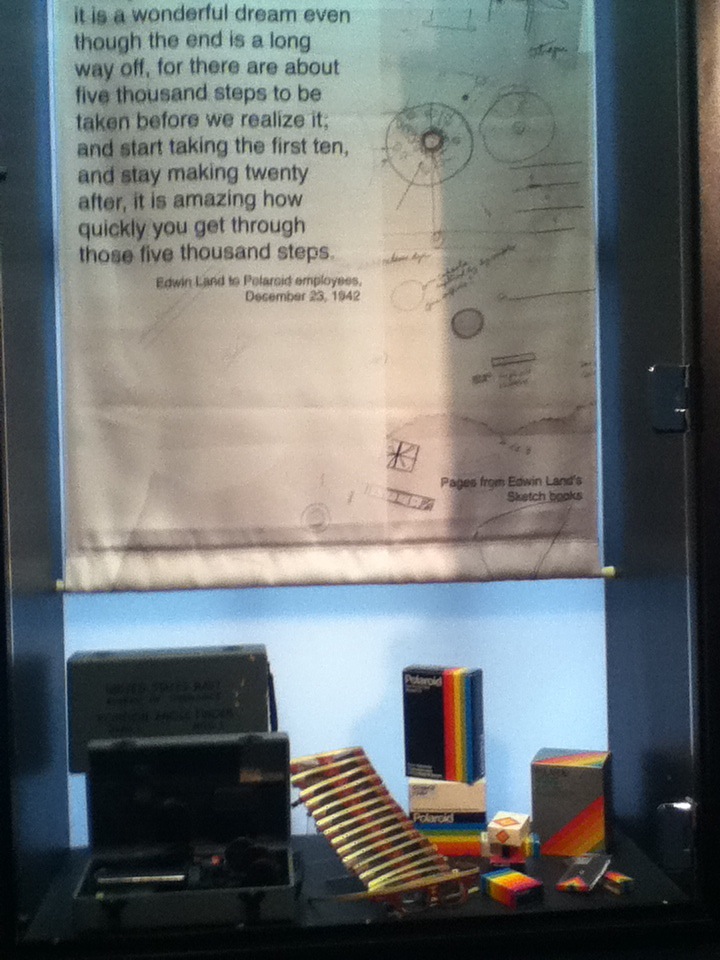 it is a wonderful dream even
though the end is a long
way off, for there are about
five thousand steps to be
taken before we realize it;
and start taking the first ten,
and stay making twenty
after, it is amazing how
quickly you get through
those five thousand steps.
Edwin Land to Polaroid employees,
December 23, 1942
Pages from Edwin Land's
Sketch books
UNITED STATES NAVY
Polaroid
Polaroid